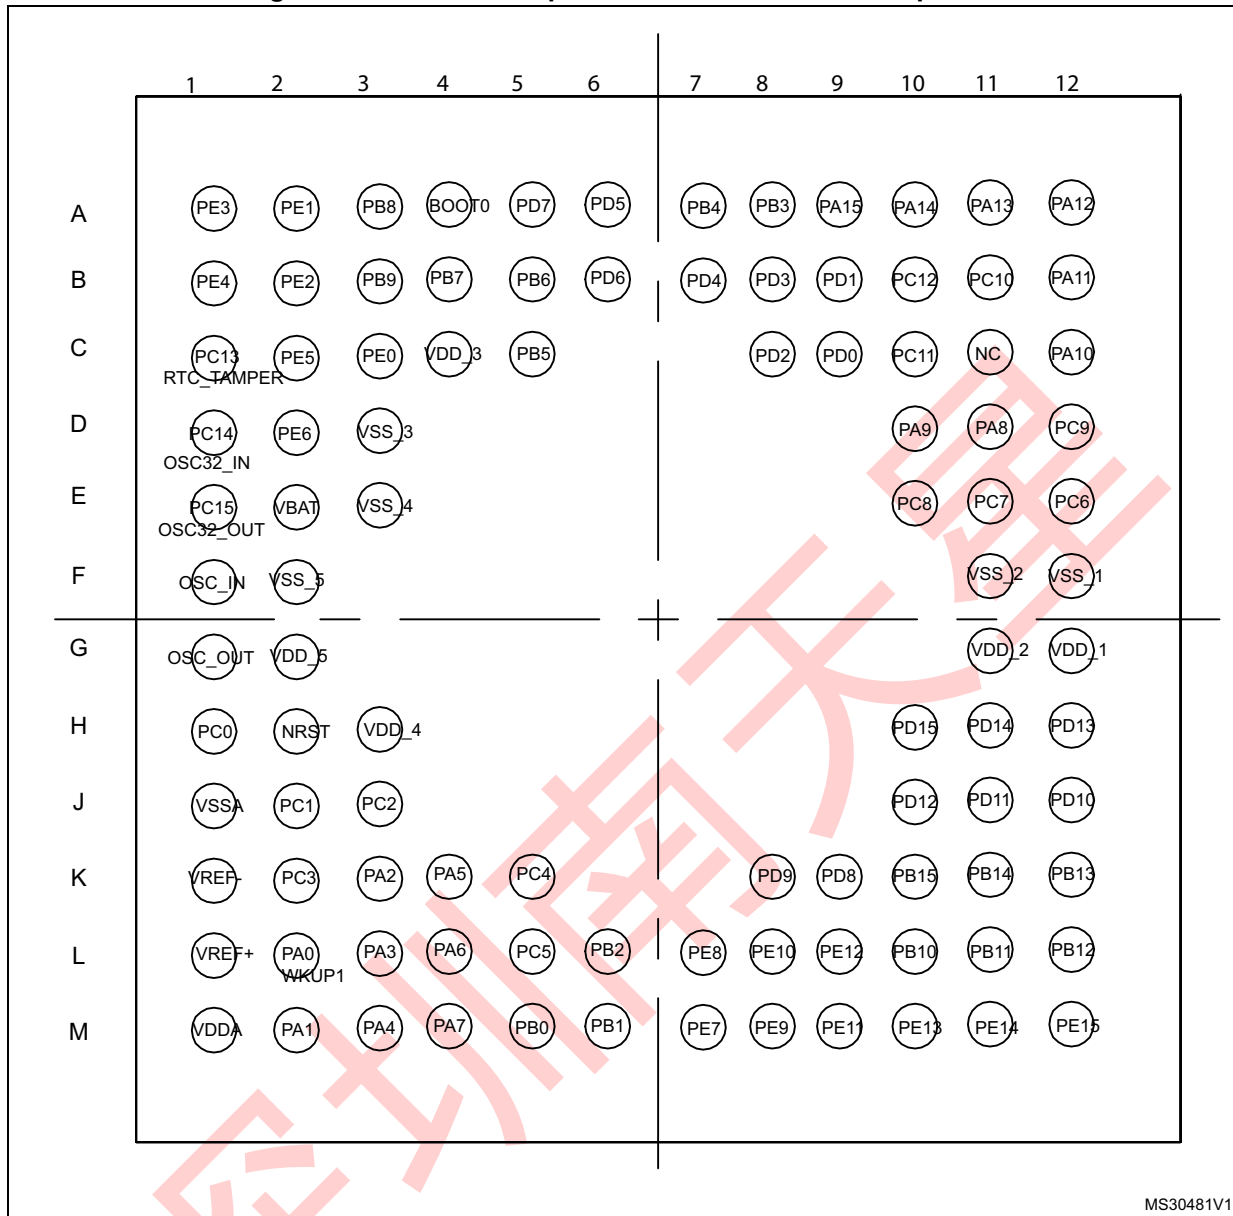 1 2 3 4 5 6 7 8 9 10 11 12
A PE3 PE1 PB8 BOOT0 PD7 PD5 PB4 PB3 PA15 PA14 PA13 PA12
B PE4 PE2 PB9 PB7 PB6 PD6 PD4 PD3 PD1 PC12 PC10 PA11
C PC13 PE5 PE0 VDD_3 PB5 PD2 PD0 PC11 NC PA10
RTC_TAMPER
D PC14 PE6 VSS_3 PA9 PA8 PC9
OSC32_IN
E PC15 VBAT VSS_4 PC8 PC7 PC6
OSC32_OUT
F OSC_IN VSS_5 VSS_2 VSS_1
G OSC_OUT VDD_5 VDD_2 VDD_1
H PC0 NRST VDD_4 PD15 PD14 PD13
J VSSA PC1 PC2 PD12 PD11 PD10
K VREF- PC3 PA2 PA5 PC4 PD9 PD8 PB15 PB14 PB13
L VREF+ PA0 PA3 PA6 PC5 PB2 PE8 PE10 PE12 PB10 PB11 PB12
WKUP1
M VDDA PA1 PA4 PA7 PB0 PB1 PE7 PE9 PE11 PE13 PE14 PE15
MS30481V1
圳南天星